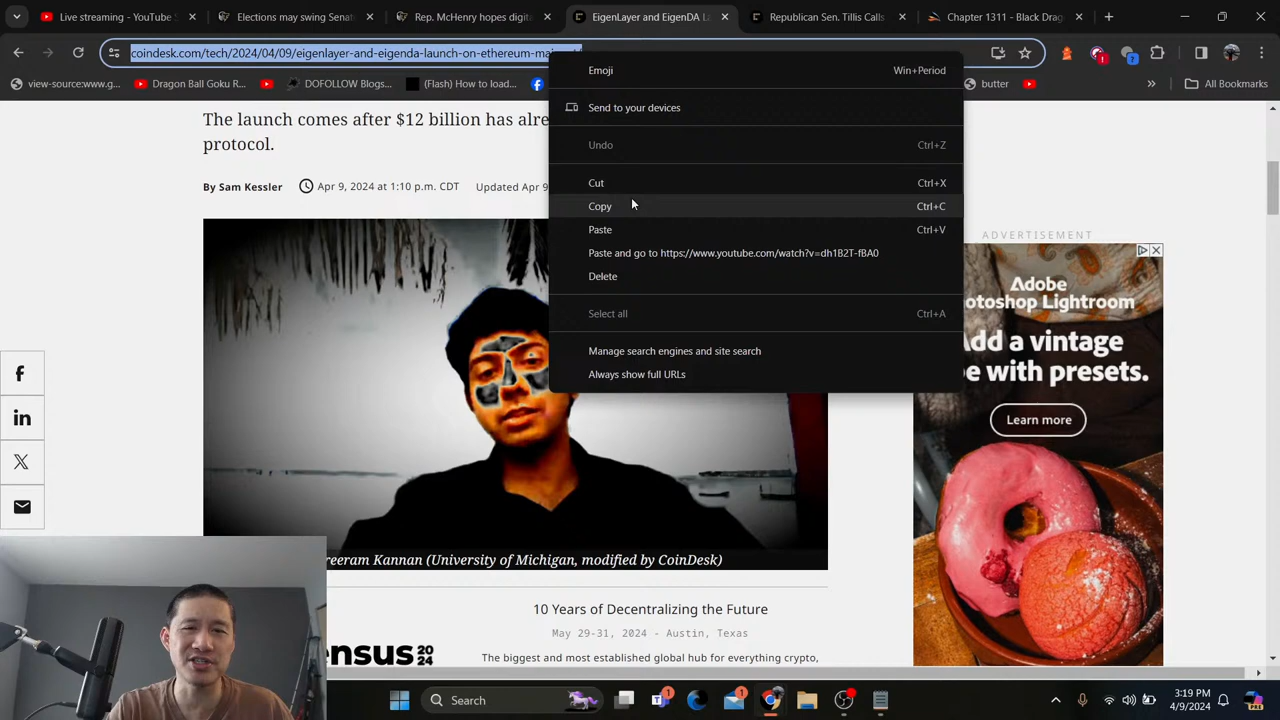 Live streaming - YouTube S
Elections may swing Senat
Rep. McHenry hopes digita
EigenLayer and EigenDA La
Republican Sen. Tillis Calls
Chapter 1311 - Black Drag
coindesk.com/tech/2024/04/09/eigenlayer-and-eigenda-launch-on-ethereum-mai
view-source:www.g...
Dragon Ball Goku R...
DOFOLLOW Blogs...
(Flash) How to load...
butter
All Bookmarks
Emoji Win+Period
Send to your devices
Undo Ctrl+Z
Cut Ctrl+X
Copy Ctrl+C
Paste Ctrl+V
Paste and go to https://www.youtube.com/watch?v=dh1B2T-fBA0
Delete
Select all Ctrl+A
Manage search engines and site search
Always show full URLs
The launch comes after $12 billion has alre
protocol.
By Sam Kessler Apr 9, 2024 at 1:10 p.m. CDT Updated Apr 9
ADVERTISEMENT
Adobe
otoshop Lightroom
Add a vintage
be with presets.
Learn more
reeram Kannan (University of Michigan, modified by CoinDesk)
10 Years of Decentralizing the Future
May 29-31, 2024 - Austin, Texas
nsensus 2024
The biggest and most established global hub for everything crypto,
Search
3:19 PM
4/9/2024